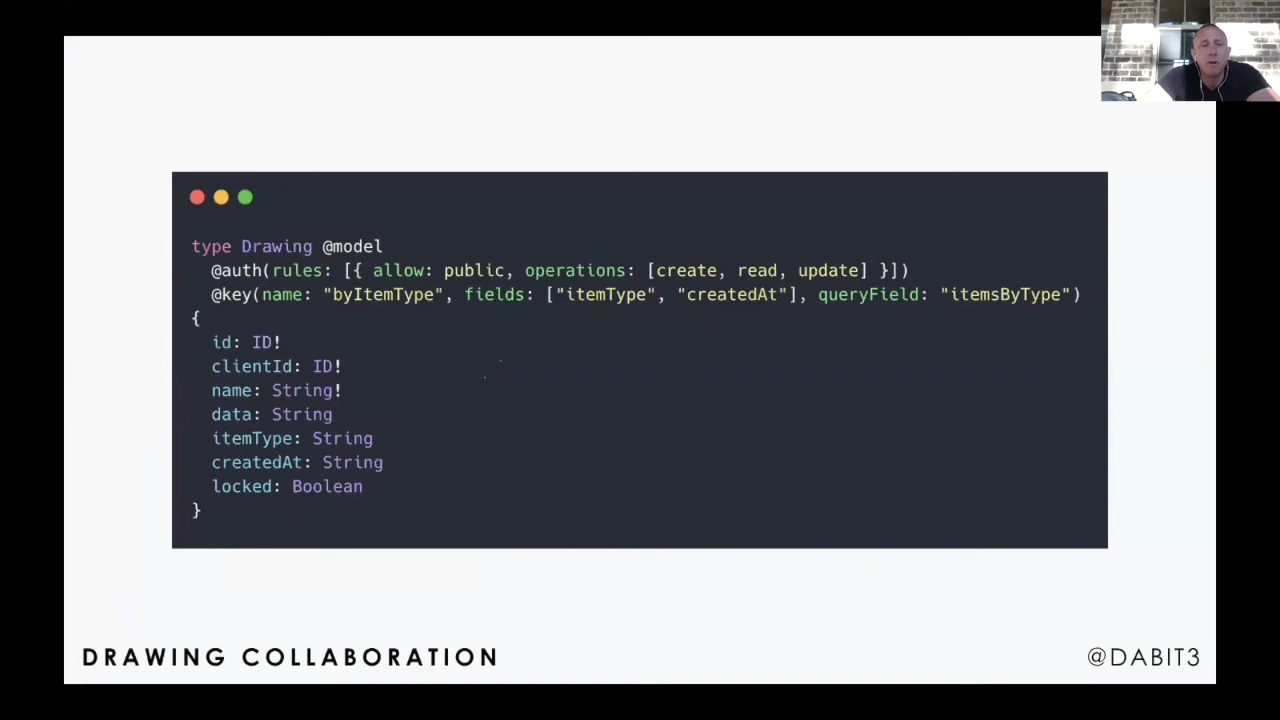 type Drawing @model
@auth(rules: [{ allow: public, operations: [create, read, update] }])
@key(name: "byItemType", fields: ["itemType", "createdAt"], queryField: "itemsByType")
{
id: ID!
clientId: ID!
name: String!
data: String
itemType: String
createdAt: String
locked: Boolean
}
DRAWING COLLABORATION
@DABIT3